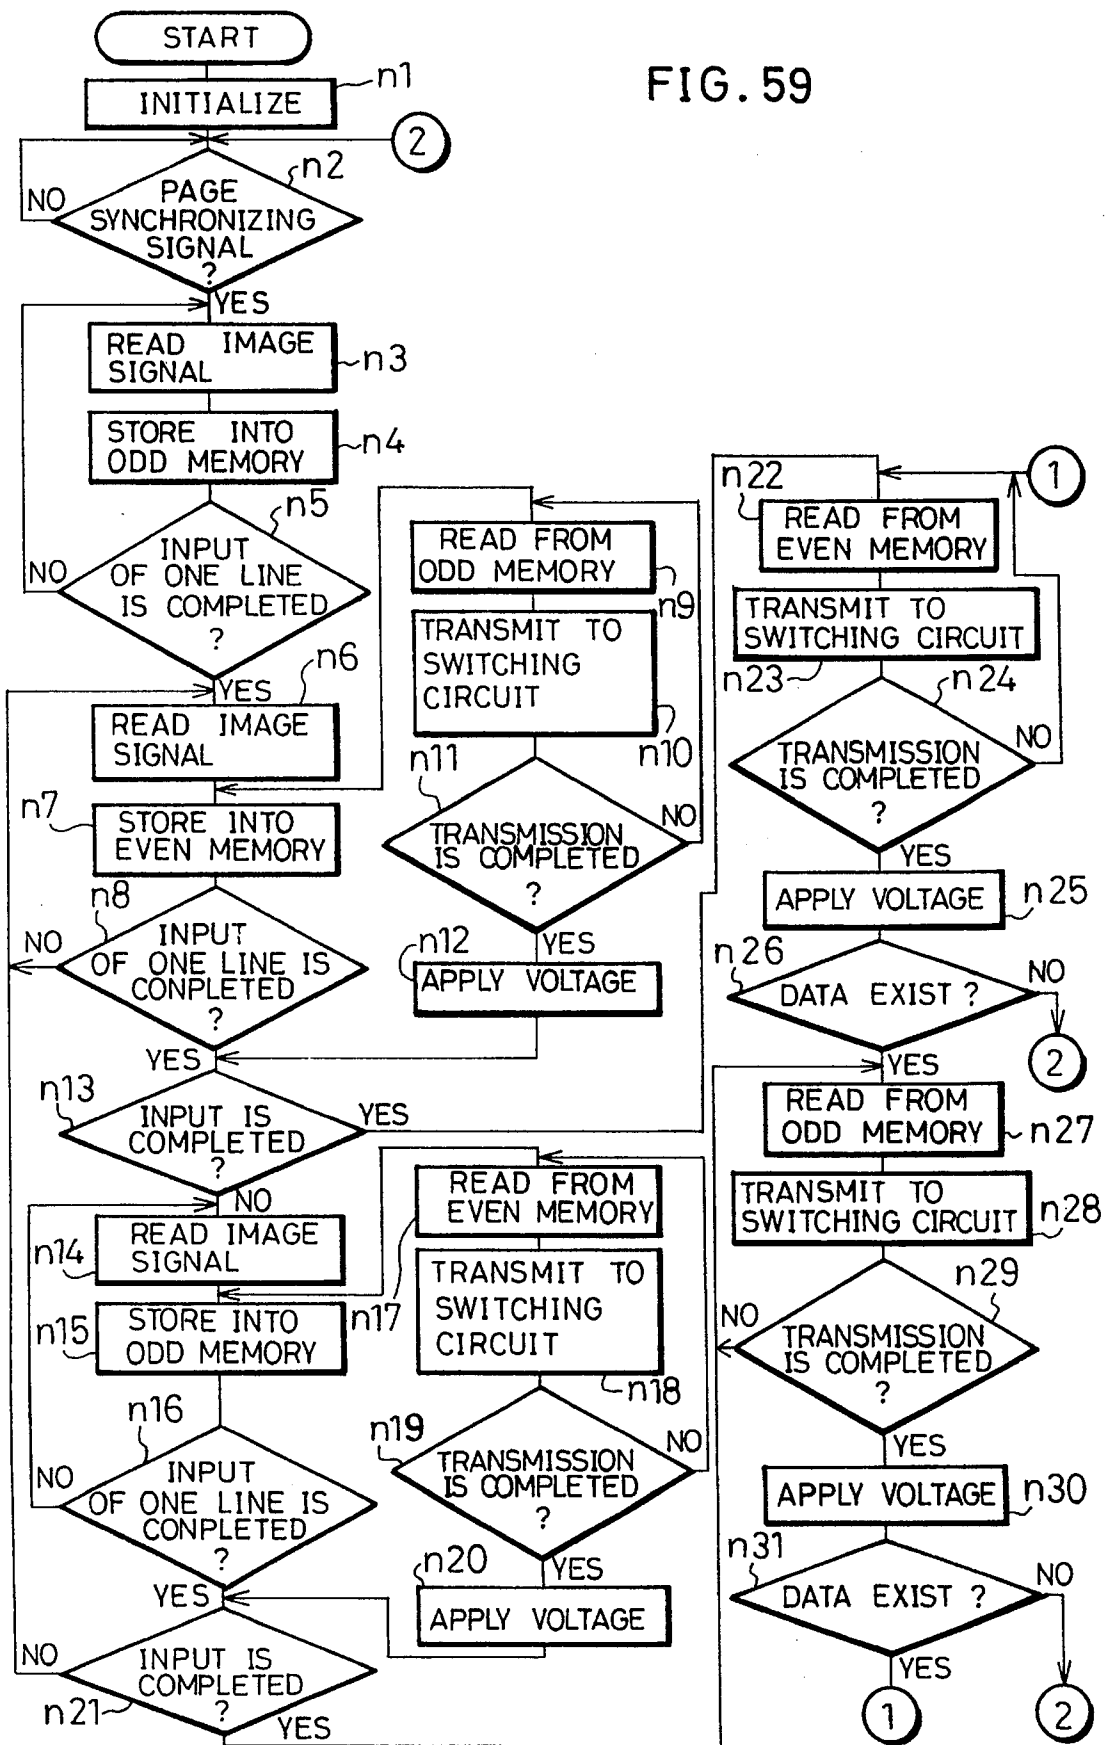 FIG. 59
START
n1
INITIALIZE
2
n2
PAGE
SYNCHRONIZING
SIGNAL
?
NO
YES
READ IMAGE
SIGNAL
n3
STORE INTO
ODD MEMORY
n4
n5
INPUT
OF ONE LINE
IS COMPLETED
?
NO
YES
n6
READ IMAGE
SIGNAL
n7
STORE INTO
EVEN MEMORY
n8
INPUT
OF ONE LINE IS
CONPLETED
?
NO
YES
READ FROM
ODD MEMORY
n9
TRANSMIT TO
SWITCHING
CIRCUIT
n10
n11
TRANSMISSION
IS COMPLETED
?
NO
YES
n12
APPLY VOLTAGE
n13
INPUT IS
COMPLETED
?
YES
NO
READ IMAGE
SIGNAL
n14
STORE INTO
ODD MEMORY
n15
n16
INPUT
OF ONE LINE IS
CONPLETED
?
NO
YES
READ FROM
EVEN MEMORY
n17
TRANSMIT TO
SWITCHING
CIRCUIT
n18
n19
TRANSMISSION
IS COMPLETED
?
NO
YES
n20
APPLY VOLTAGE
INPUT IS
COMPLETED
?
NO
n21
YES
1
n22
READ FROM
EVEN MEMORY
TRANSMIT TO
SWITCHING CIRCUIT
n23
n24
TRANSMISSION
IS COMPLETED
?
NO
YES
APPLY VOLTAGE
n25
n26
DATA EXIST ?
NO
2
YES
READ FROM
ODD MEMORY
n27
TRANSMIT TO
SWITCHING CIRCUIT
n28
n29
TRANSMISSION
IS COMPLETED
?
NO
YES
APPLY VOLTAGE
n30
n31
DATA EXIST ?
NO
YES
1
2